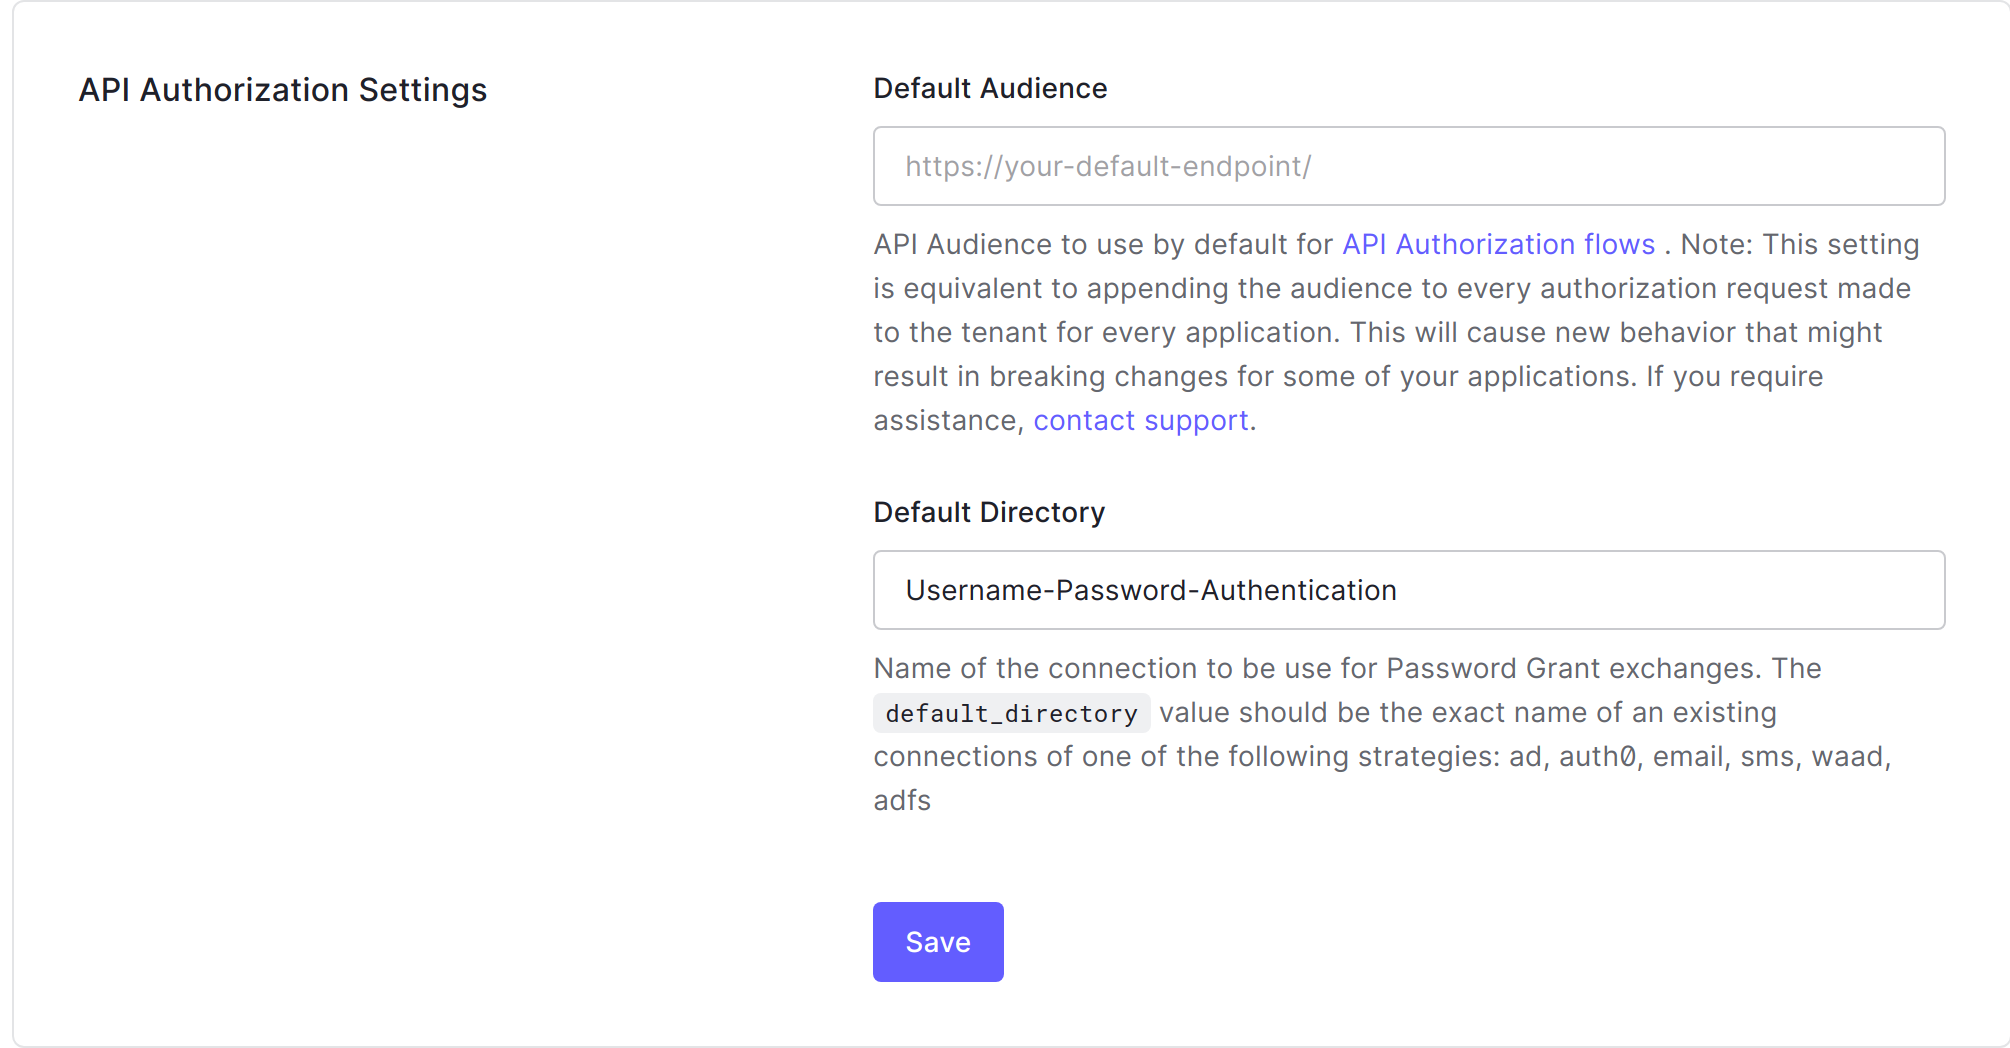 API Authorization Settings
Default Audience
https://your-default-endpoint/
API Audience to use by default for API Authorization flows . Note: This setting
is equivalent to appending the audience to every authorization request made
to the tenant for every application. This will cause new behavior that might
result in breaking changes for some of your applications. If you require
assistance, contact support.
Default Directory
Username-Password-Authentication
Name of the connection to be use for Password Grant exchanges. The
default_directory value should be the exact name of an existing
connections of one of the following strategies: ad, auth0, email, sms, waad,
adfs
Save